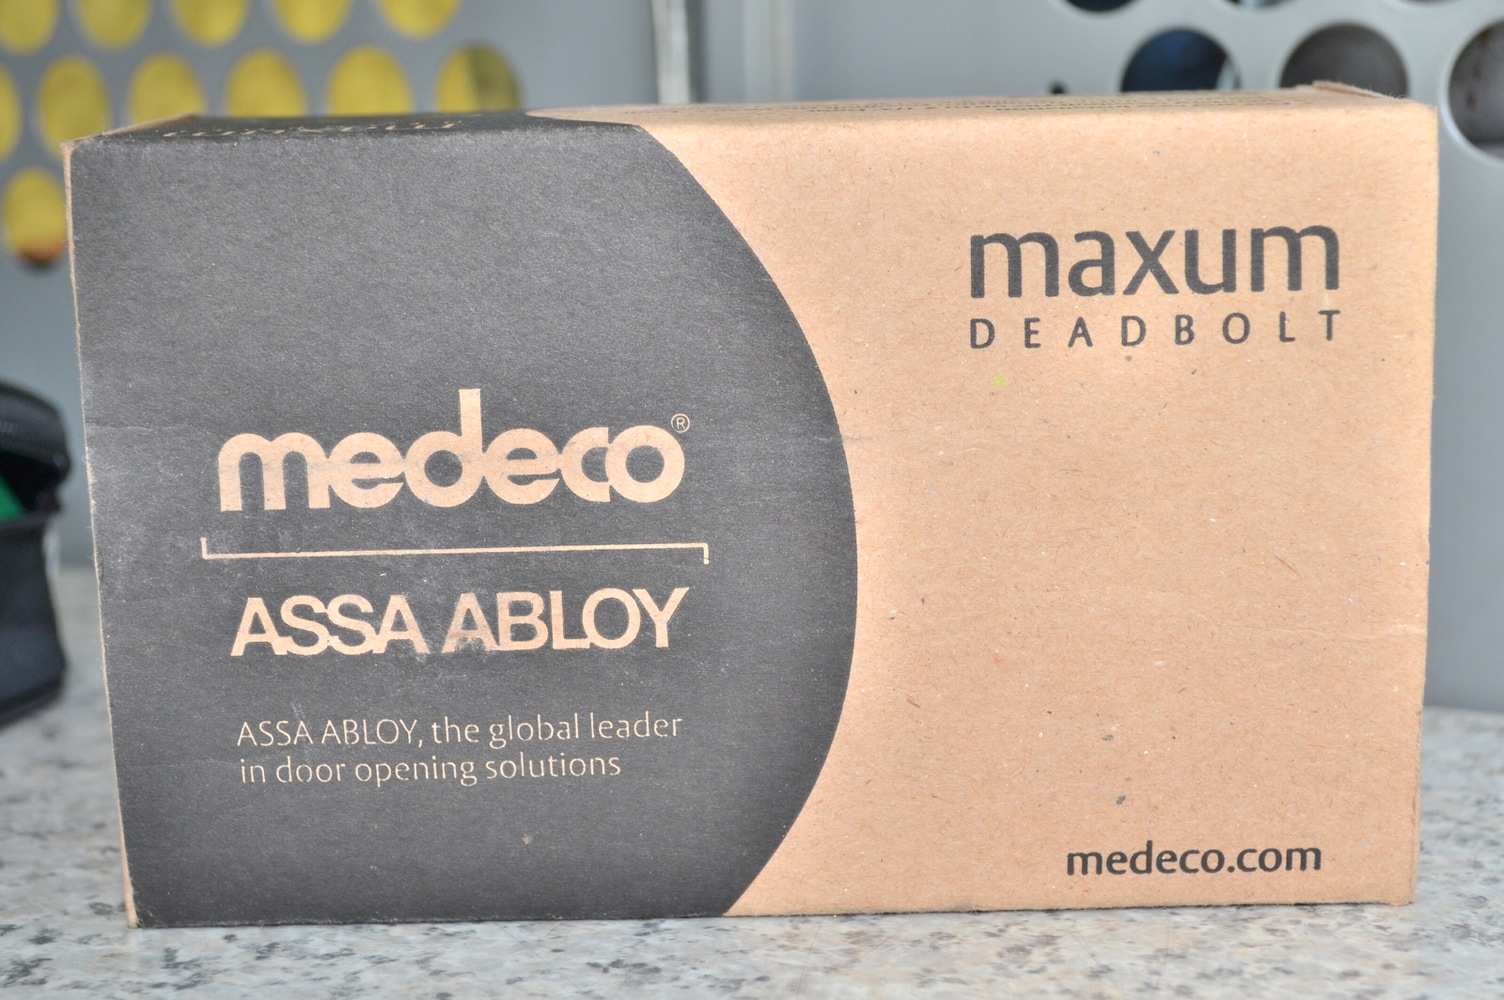 medeco®
ASSA ABLOY
ASSA ABLOY, the global leader
in door opening solutions
maxum
DEADBOLT
medeco.com